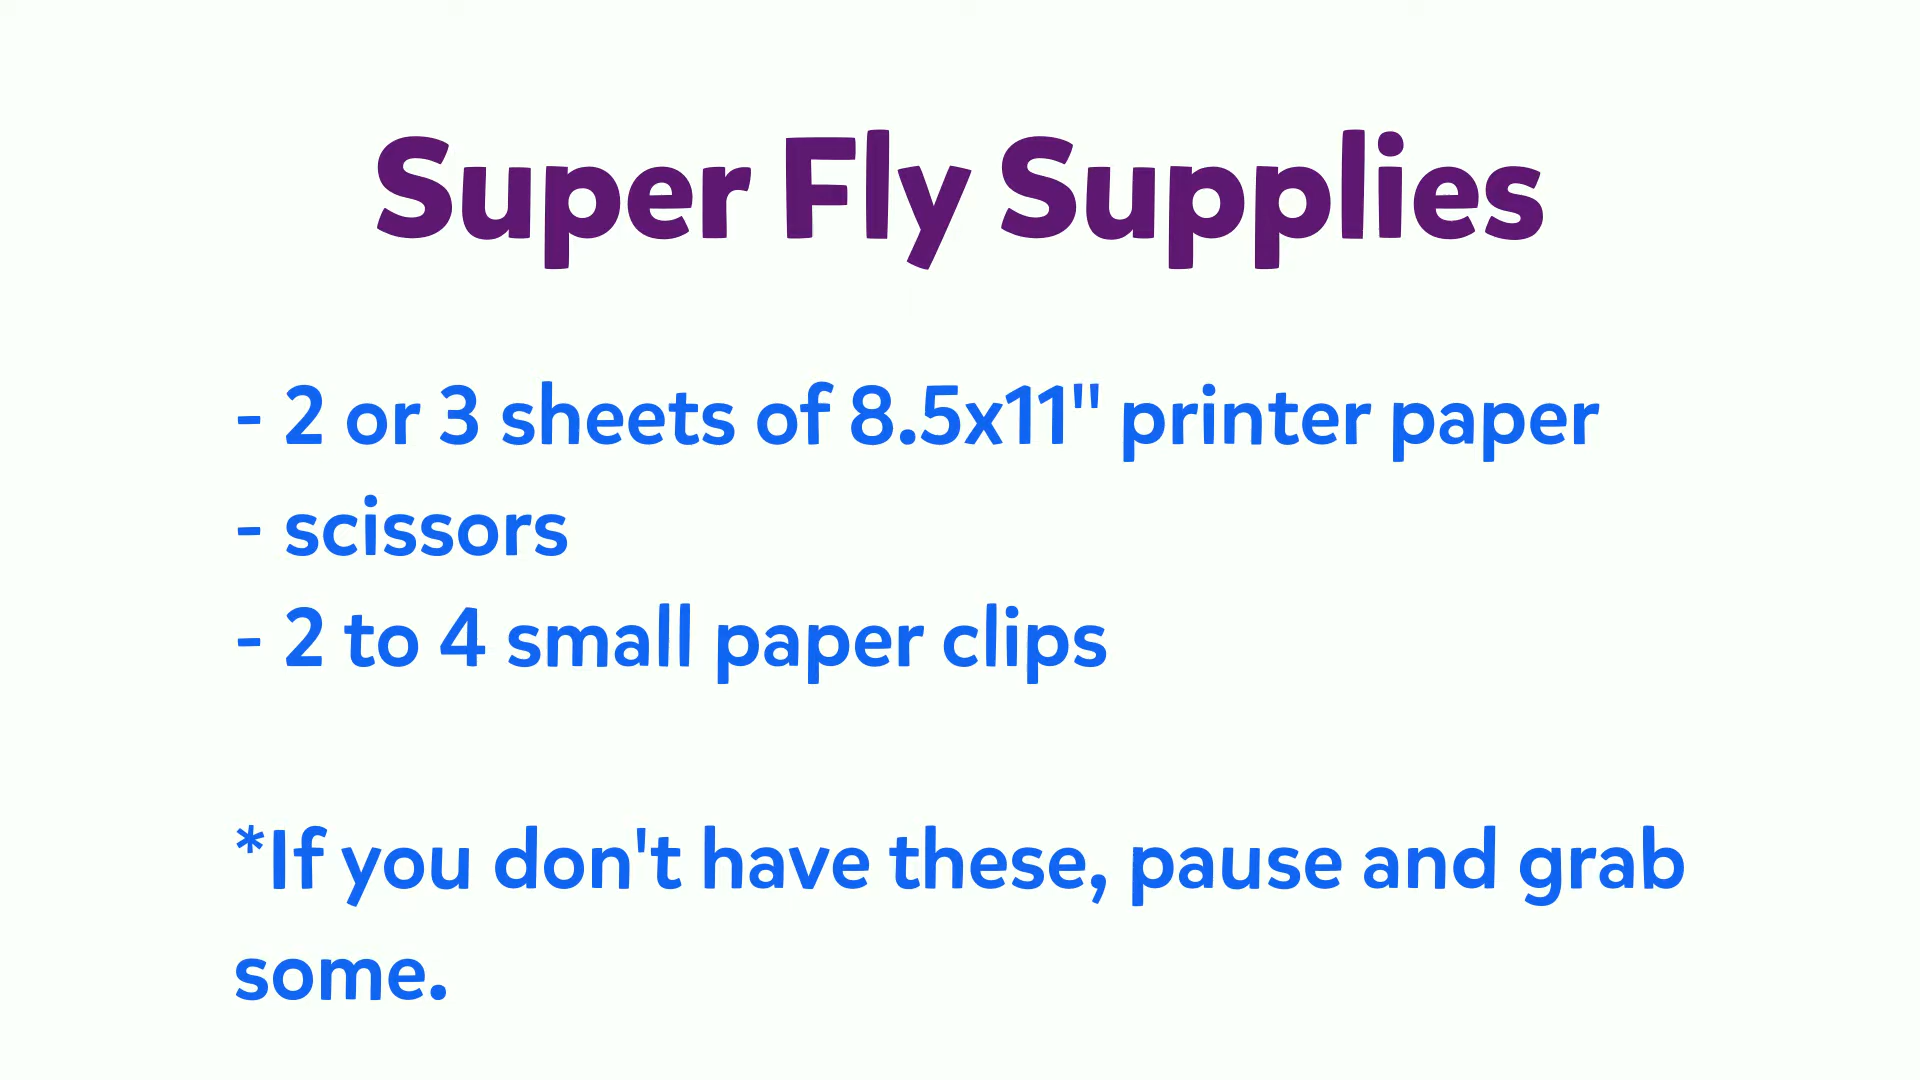 Super Fly Supplies
- 2 or 3 sheets of 8.5x11" printer paper
- scissors
- 2 to 4 small paper clips
*If you don't have these, pause and grab
some.